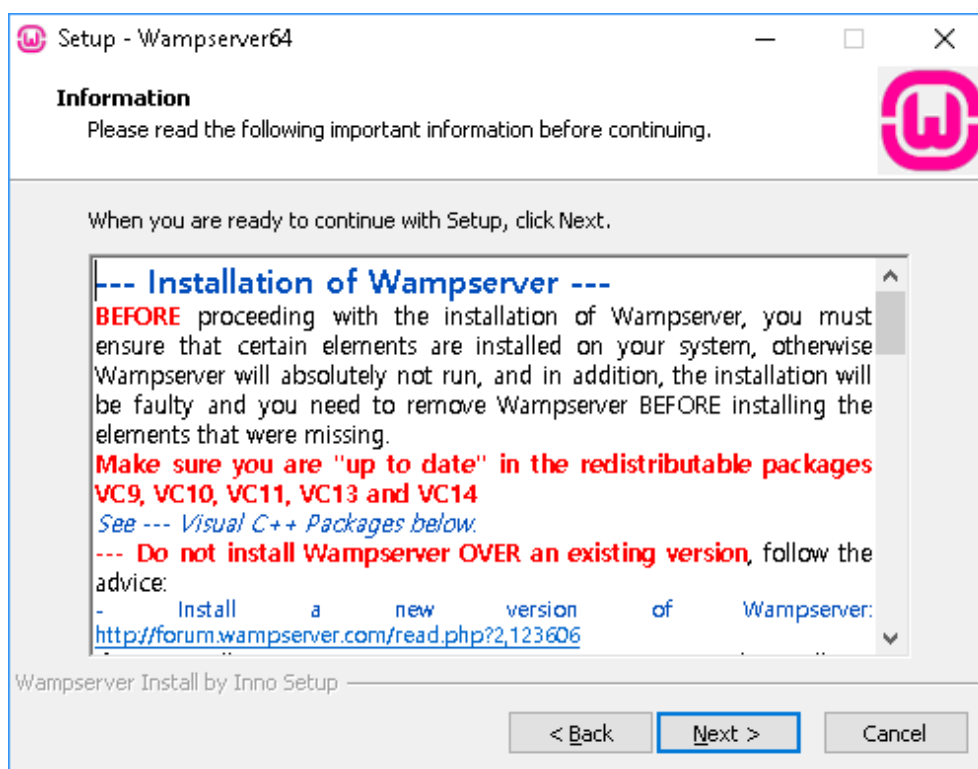 Setup - Wampserver64
Information
Please read the following important information before continuing.
When you are ready to continue with Setup, click Next.
--- Installation of Wampserver ---
BEFORE proceeding with the installation of Wampserver, you must
ensure that certain elements are installed on your system, otherwise
Wampserver will absolutely not run, and in addition, the installation will
be faulty and you need to remove Wampserver BEFORE installing the
elements that were missing.
Make sure you are "up to date" in the redistributable packages
VC9, VC10, VC11, VC13 and VC14
See --- Visual C++ Packages below.
--- Do not install Wampserver OVER an existing version, follow the
advice:
- Install a new version of Wampserver:
http://forum.wampserver.com/read.php?2,123606
Wampserver Install by Inno Setup
< Back
Next >
Cancel